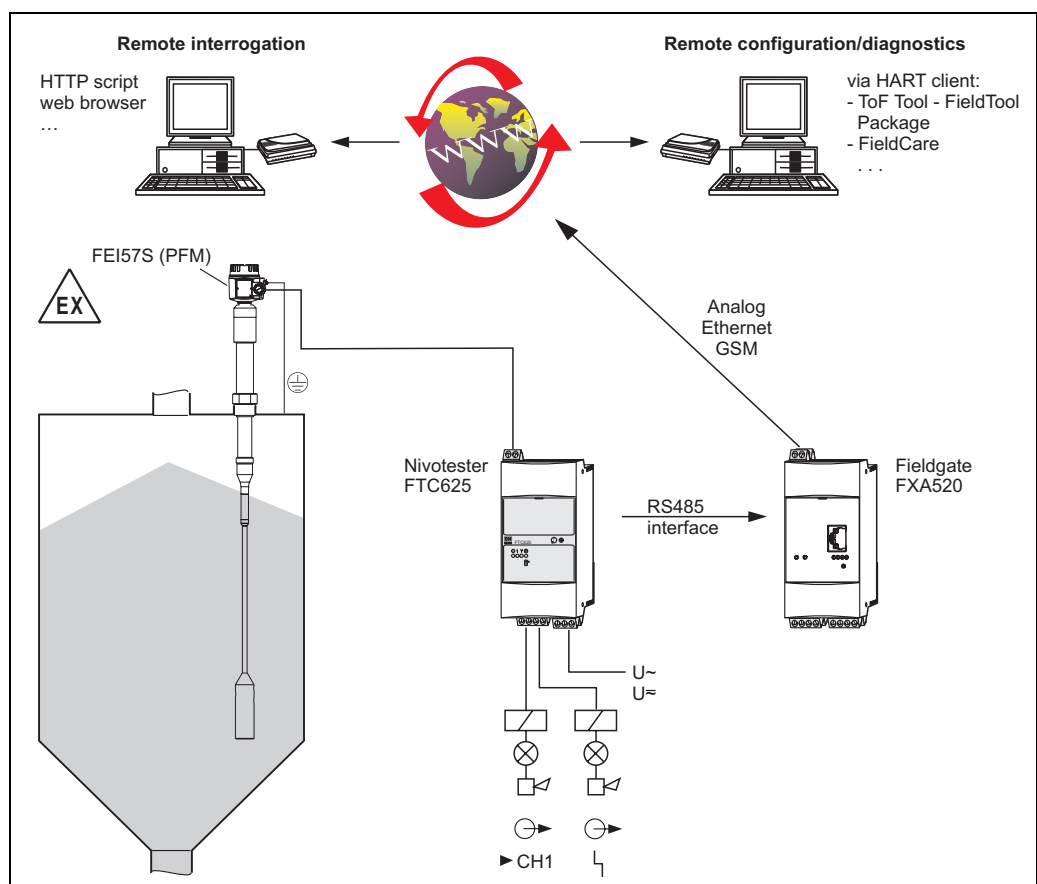 Remote interrogation
HTTP script
web browser
...
Remote configuration/diagnostics
via HART client:
- ToF Tool - FieldTool
Package
- FieldCare
. . .
WWW
FEI57S (PFM)
EX
Analog
Ethernet
GSM
Nivotester
FTC625
RS485
interface
Fieldgate
FXA520
FTC625
U~
U≂
CH1